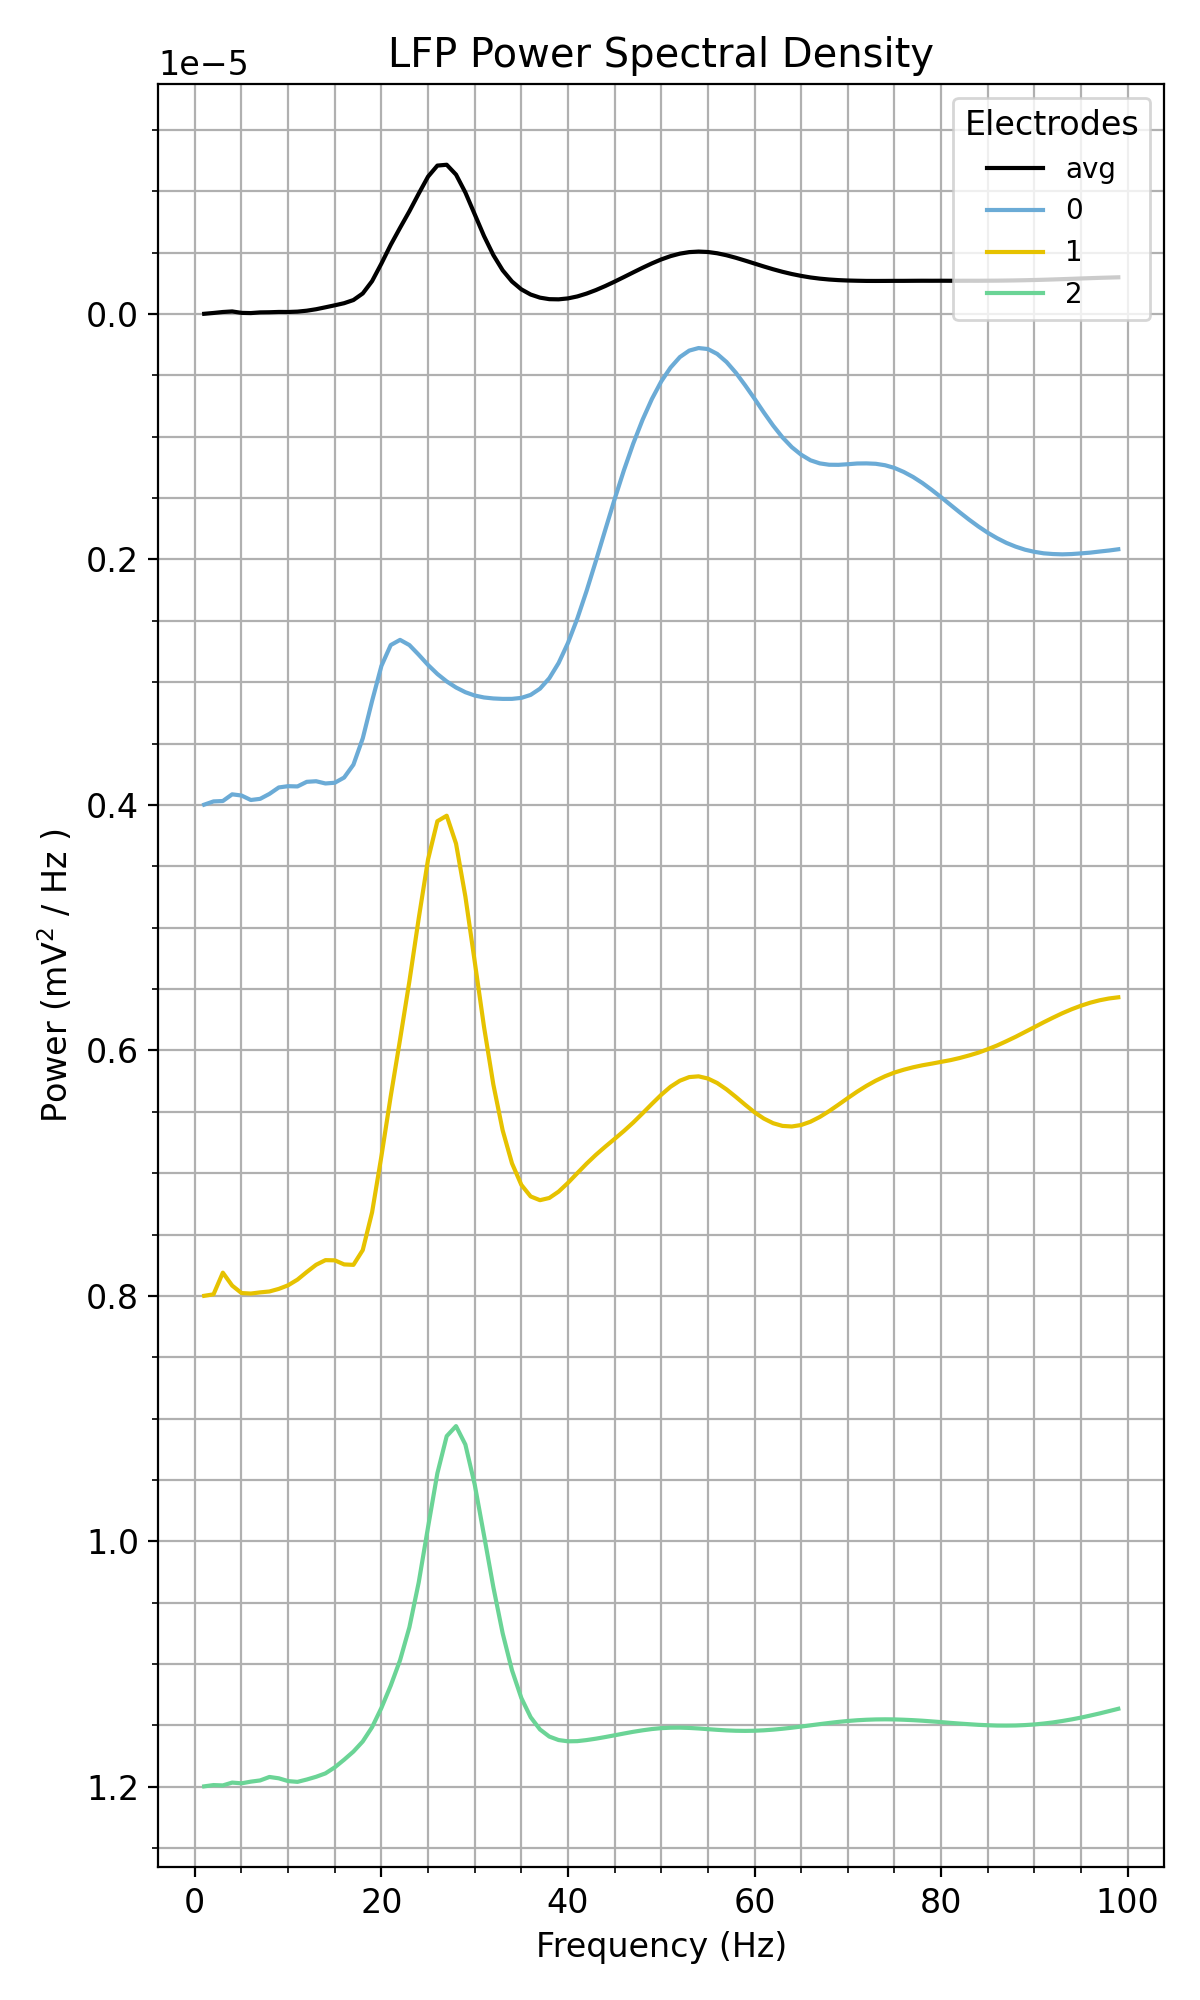 LFP Power Spectral Density
1e−5
Electrodes
avg
0
1
2
0.0
0.2
0.4
0.6
0.8
1.0
1.2
Power (mV² / Hz )
0 20 40 60 80 100
Frequency (Hz)